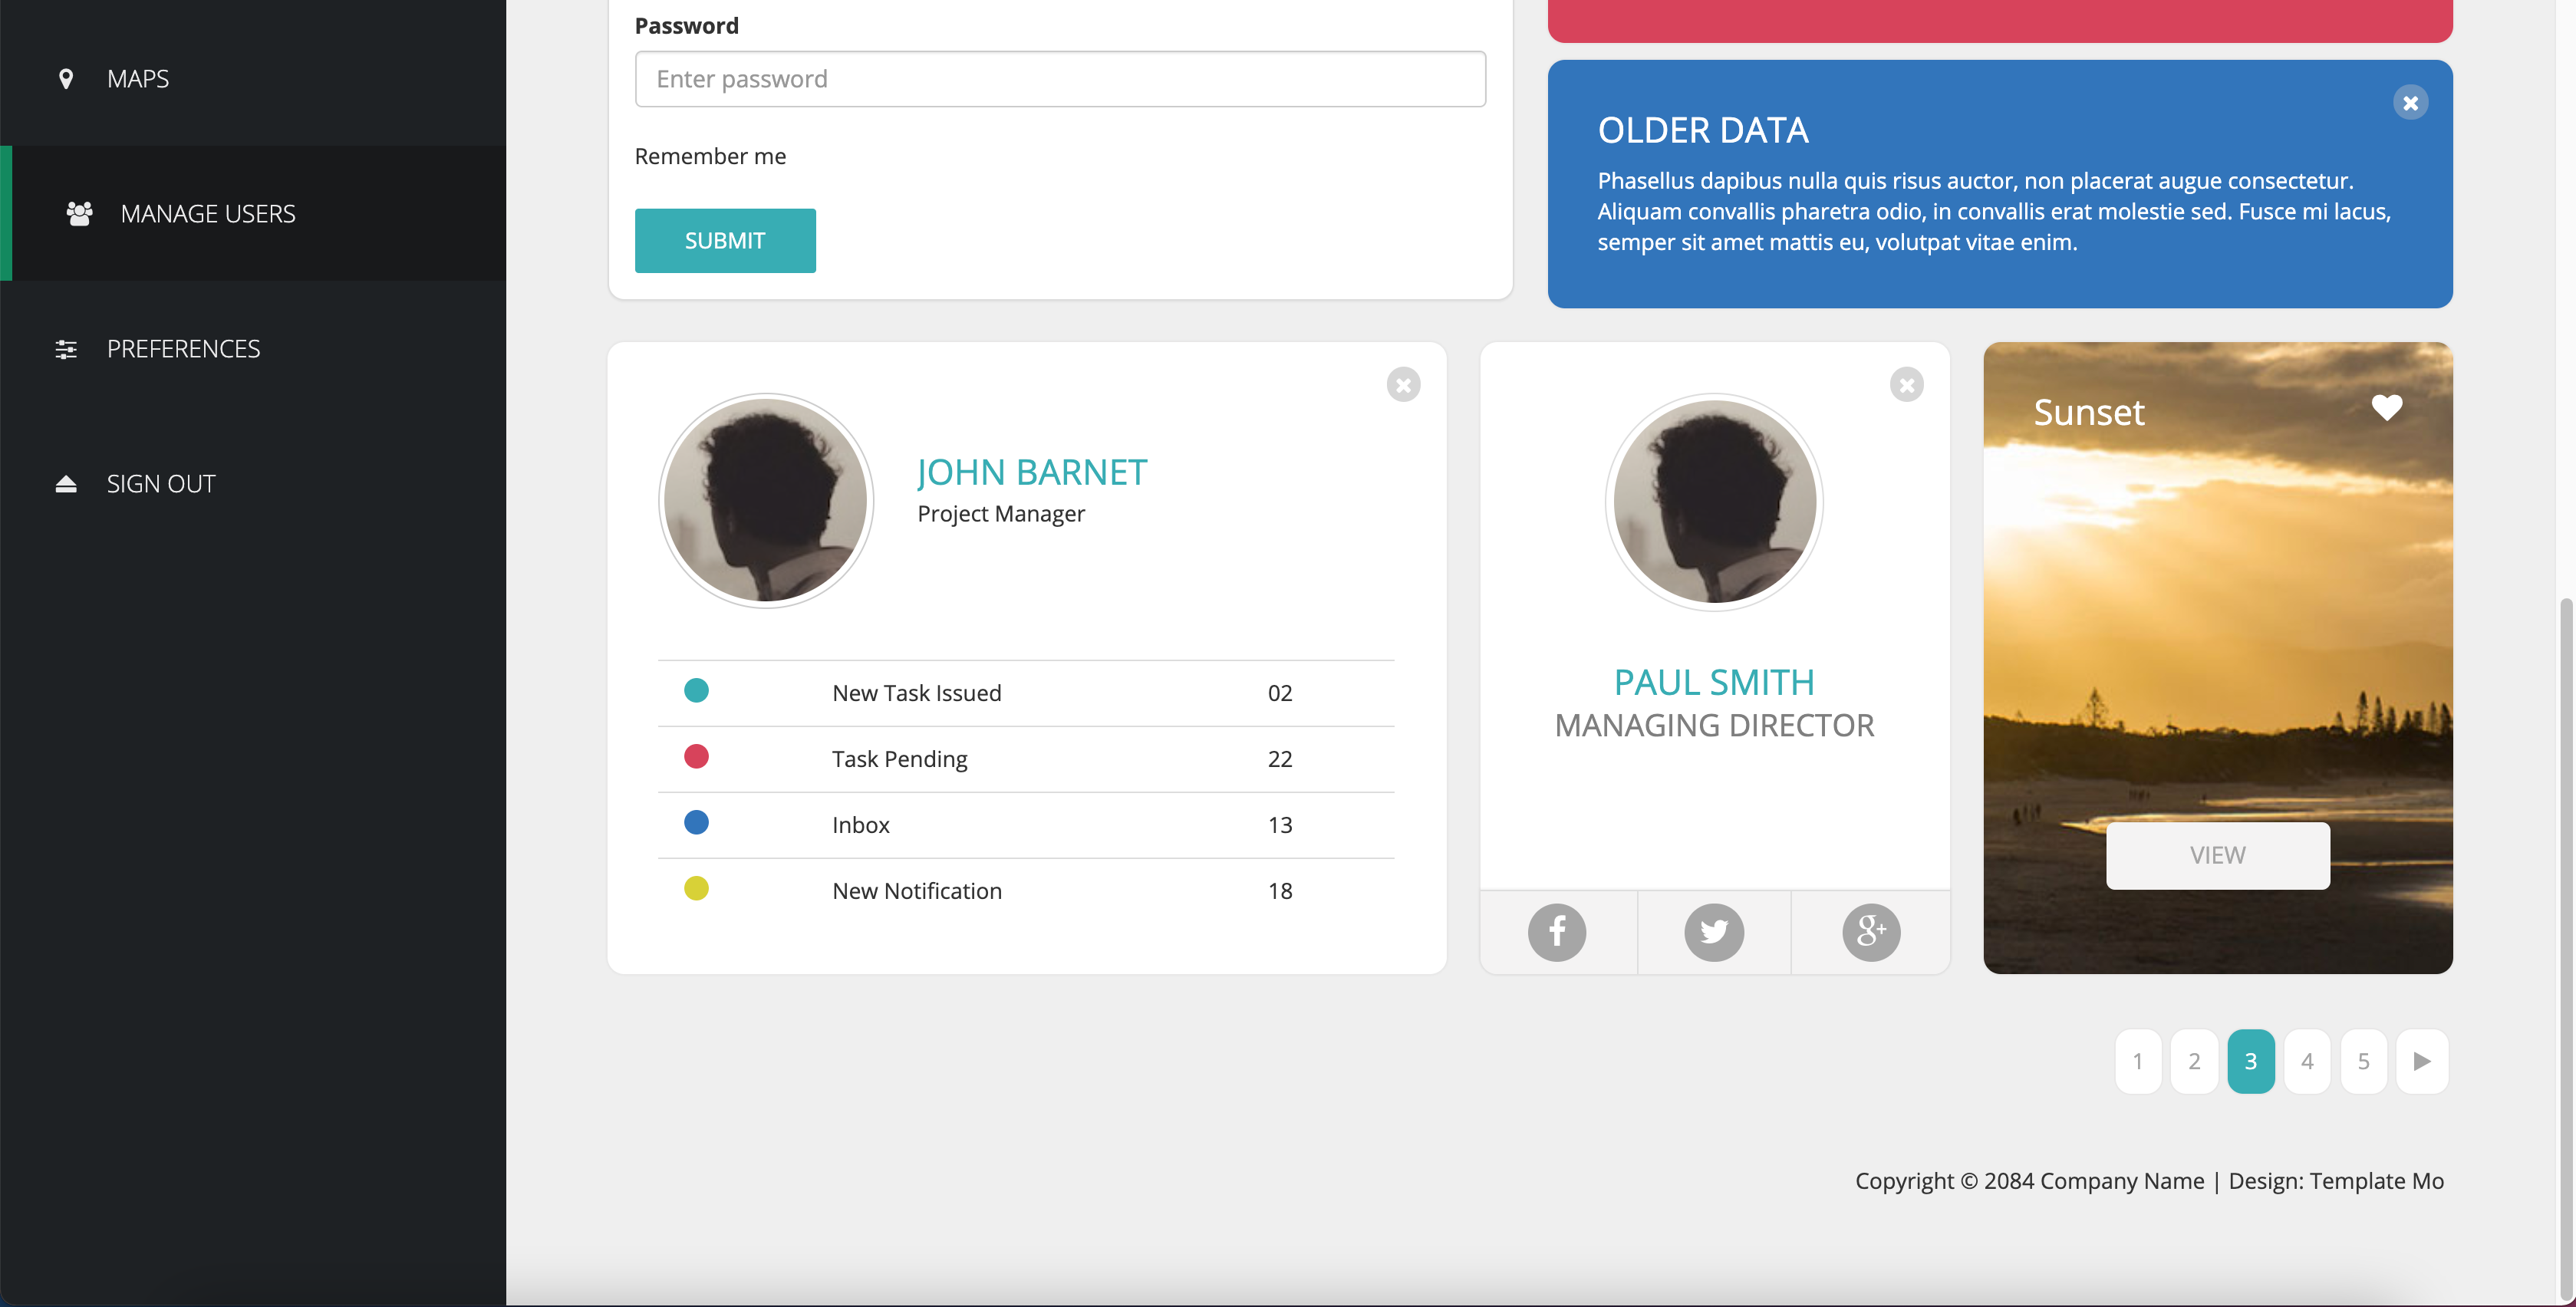 MAPS
MANAGE USERS
PREFERENCES
SIGN OUT
Password
Enter password
Remember me
SUBMIT
OLDER DATA
Phasellus dapibus nulla quis risus auctor, non placerat augue consectetur.
Aliquam convallis pharetra odio, in convallis erat molestie sed. Fusce mi lacus,
semper sit amet mattis eu, volutpat vitae enim.
JOHN BARNET
Project Manager
New Task Issued 02
Task Pending 22
Inbox 13
New Notification 18
PAUL SMITH
MANAGING DIRECTOR
Sunset
VIEW
1 2 3 4 5
Copyright © 2084 Company Name | Design: Template Mo